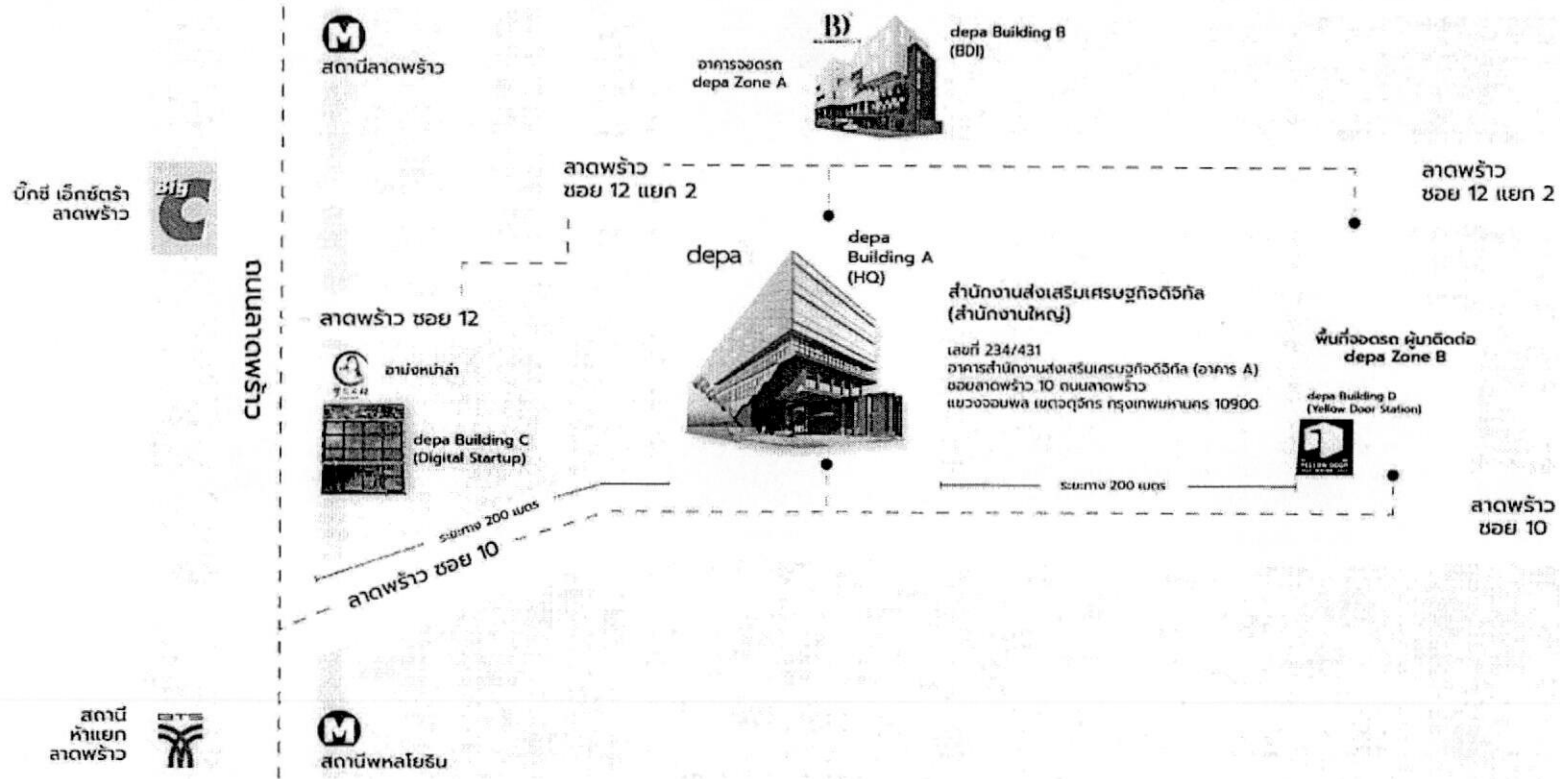 สถานีลาดพร้าว
BD
depa Building B
(BDI)
อาคารจอดรถ
depa Zone A
บิ๊กซี เอ็กซ์ตร้า
ลาดพร้าว
Big C
ลาดพร้าว
ซอย 12 แยก 2
ลาดพร้าว
ซอย 12 แยก 2
ถนนลาดพร้าว
depa
depa
Building A
(HQ)
ลาดพร้าว ซอย 12
อาม่งหม่าล่า
depa Building C
(Digital Startup)
สำนักงานส่งเสริมเศรษฐกิจดิจิทัล
(สำนักงานใหญ่)
เลขที่ 234/431
อาคารสำนักงานส่งเสริมเศรษฐกิจดิจิทัล (อาคาร A)
ซอยลาดพร้าว 10 ถนนลาดพร้าว
แขวงจอมพล เขตจตุจักร กรุงเทพมหานคร 10900
พื้นที่จอดรถ ผู้มาติดต่อ
depa Zone B
depa Building D
(Yellow Door Station)
YELLOW DOOR
ระยะทาง 200 เมตร
ระยะทาง 200 เมตร
ลาดพร้าว ซอย 10
ลาดพร้าว
ซอย 10
สถานี
ห้าแยก
ลาดพร้าว
BTS
สถานีพหลโยธิน